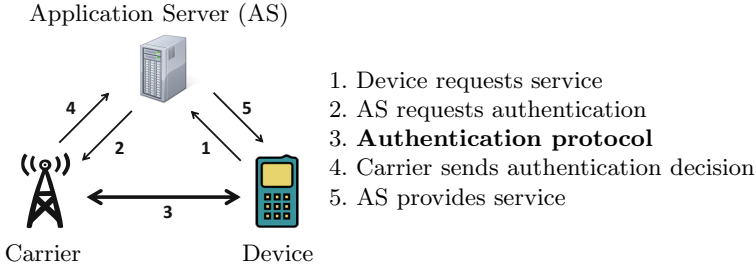 Application Server (AS)
4
5
2
1
3
Carrier
Device
1. Device requests service
2. AS requests authentication
3. Authentication protocol
4. Carrier sends authentication decision
5. AS provides service